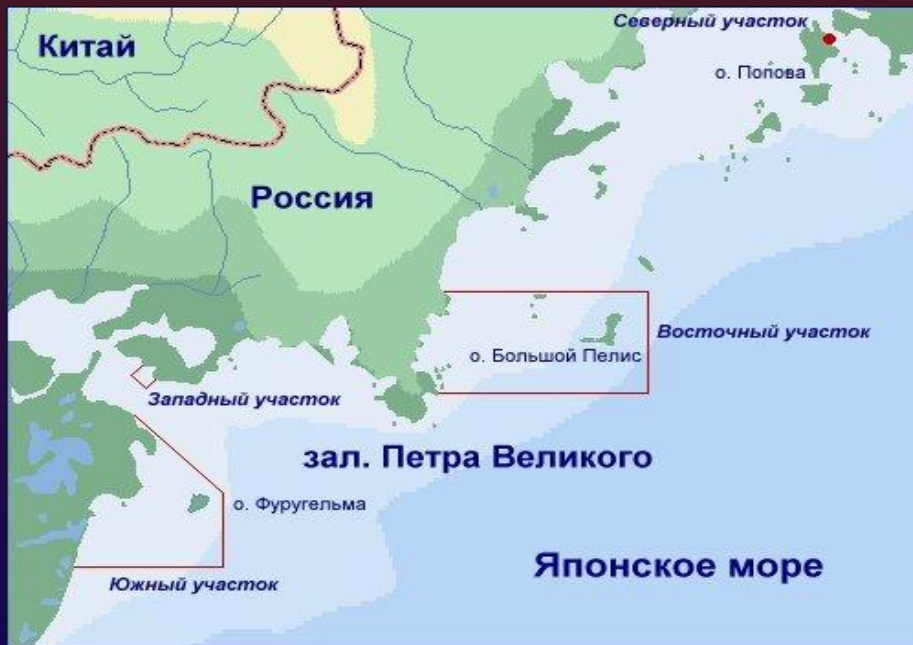 Северный участок
Китай
о. Попова
Россия
Восточный участок
о. Большой Пелис
Западный участок
зал. Петра Великого
о. Фуругельма
Японское море
Южный участок